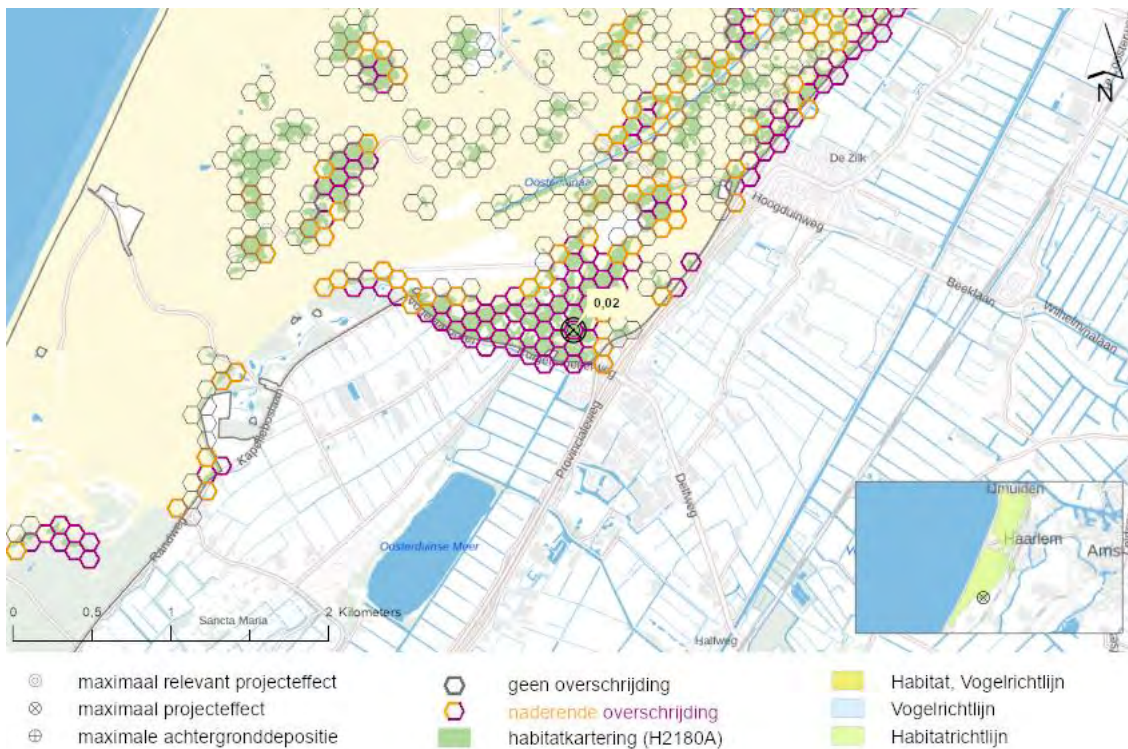 N
De Zilk
Oosterduinse
Hoogduinweg
0,02
Beeklaan
Wilhelminalaan
Kapelleboslaan
Provincialeweg
Delfweg
Randweg
Oosterduinse Meer
IJmuiden
Haarlem
Ams
0 0.5 1 2 Kilometers
Sancta Maria
Halfweg
maximaal relevant projecteffect
geen overschrijding
Habitat, Vogelrichtlijn
maximaal projecteffect
naderende overschrijding
Vogelrichtlijn
maximale achtergronddepositie
habitatkartering (H2180A)
Habitatrichtlijn